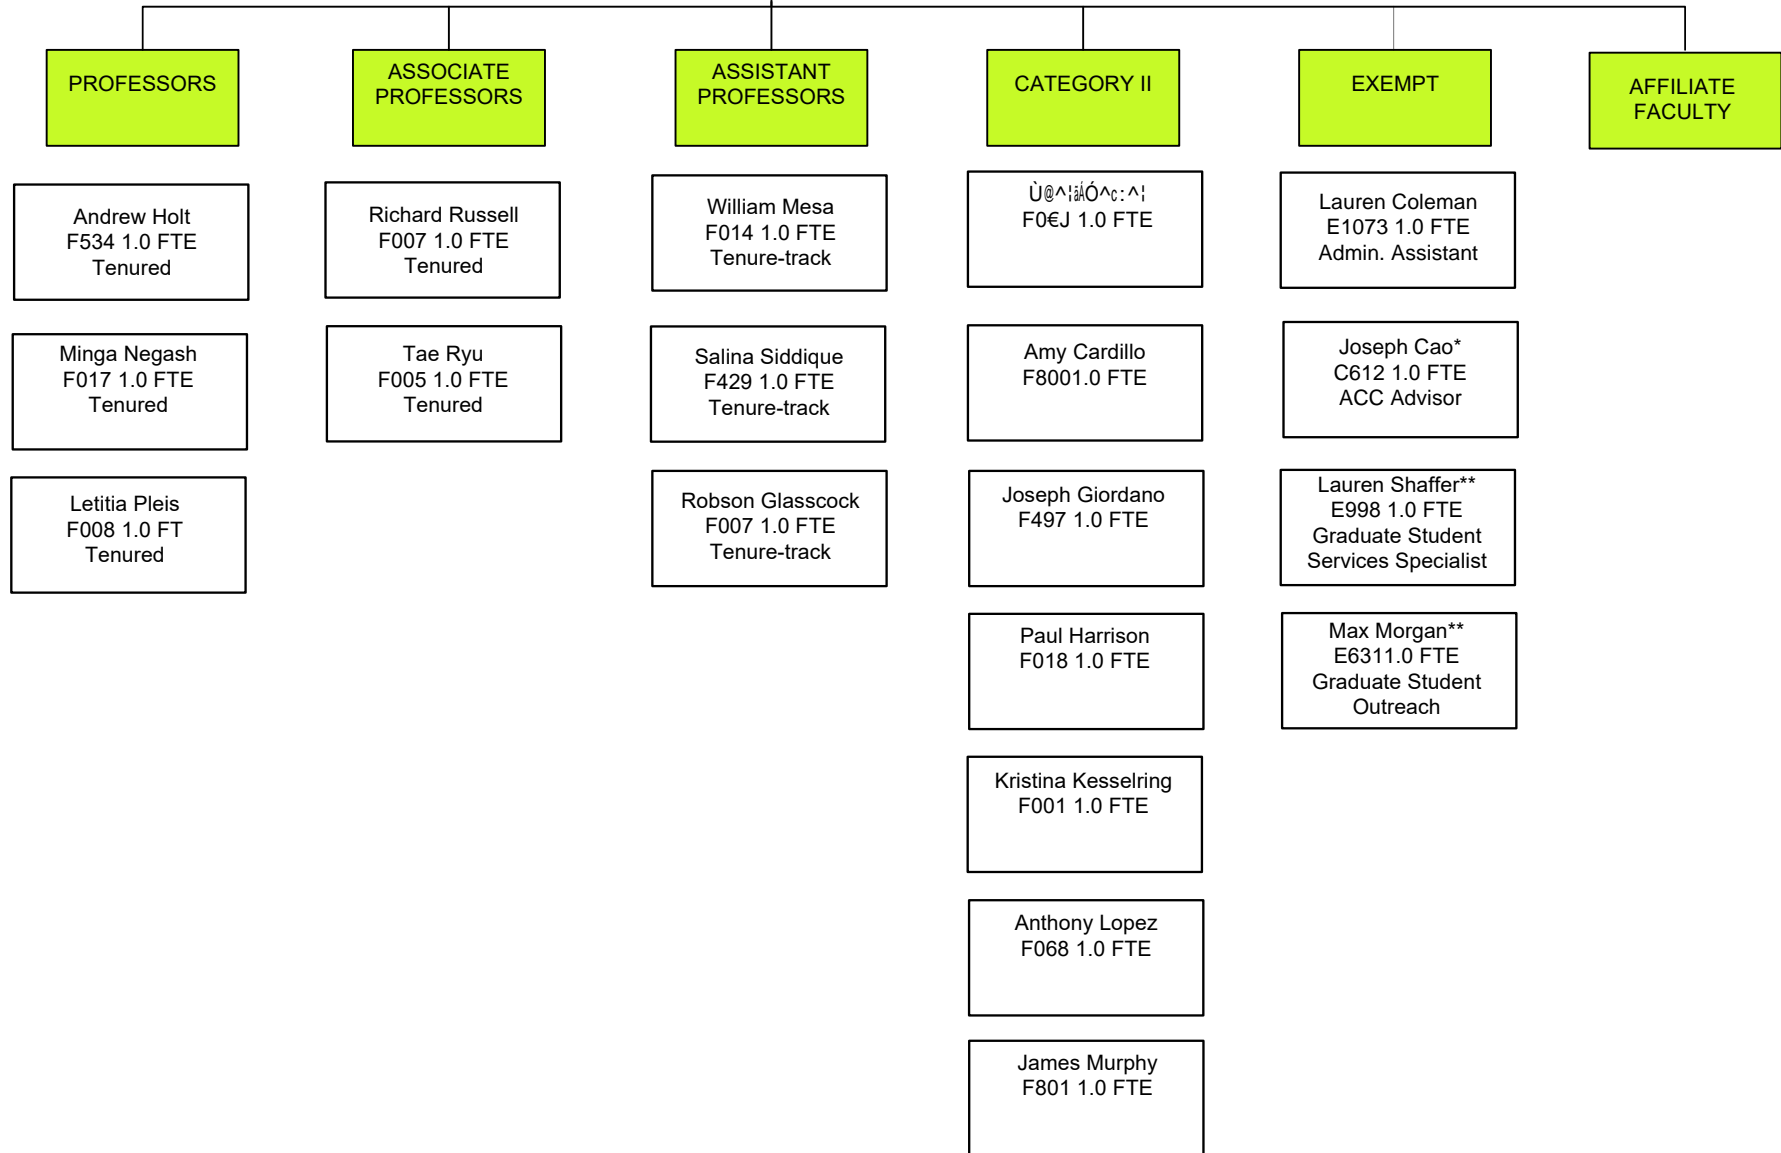 PROFESSORS
Andrew Holt
F534 1.0 FTE
Tenured
Minga Negash
F017 1.0 FTE
Tenured
Letitia Pleis
F008 1.0 FT
Tenured
ASSOCIATE
PROFESSORS
Richard Russell
F007 1.0 FTE
Tenured
Tae Ryu
F005 1.0 FTE
Tenured
ASSISTANT
PROFESSORS
William Mesa
F014 1.0 FTE
Tenure-track
Salina Siddique
F429 1.0 FTE
Tenure-track
Robson Glasscock
F007 1.0 FTE
Tenure-track
CATEGORY II
F0€J 1.0 FTE
Amy Cardillo
F8001.0 FTE
Joseph Giordano
F497 1.0 FTE
Paul Harrison
F018 1.0 FTE
Kristina Kesselring
F001 1.0 FTE
Anthony Lopez
F068 1.0 FTE
James Murphy
F801 1.0 FTE
EXEMPT
Lauren Coleman
E1073 1.0 FTE
Admin. Assistant
Joseph Cao*
C612 1.0 FTE
ACC Advisor
Lauren Shaffer**
E998 1.0 FTE
Graduate Student
Services Specialist
Max Morgan**
E6311.0 FTE
Graduate Student
Outreach
AFFILIATE
FACULTY